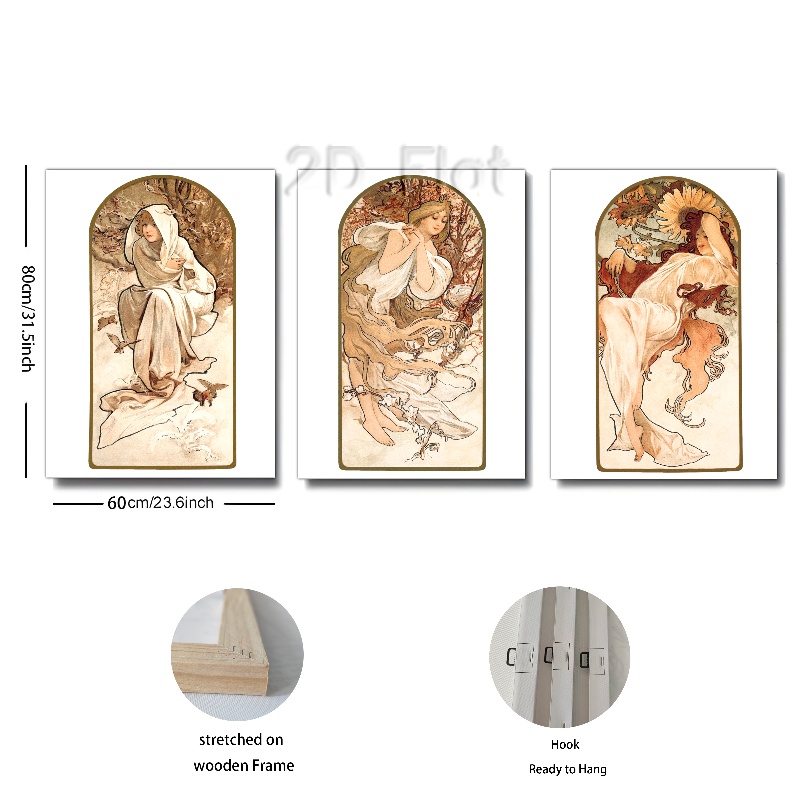 2D Flat
80cm/31.5inch
60cm/23.6inch
stretched on
wooden Frame
Hook
Ready to Hang